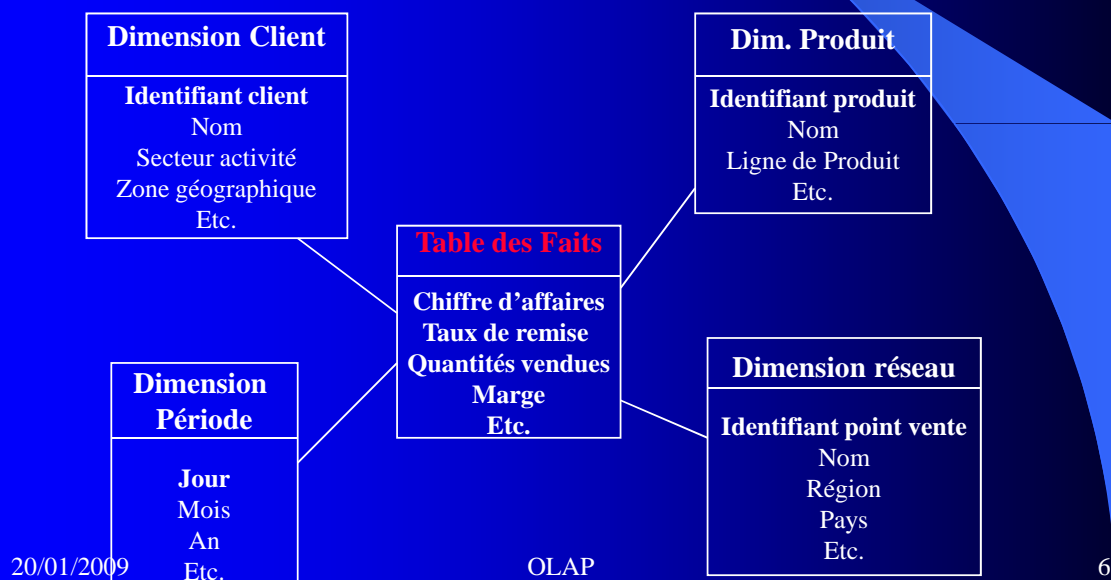 Dimension Client
Identifiant client
Nom
Secteur activité
Zone géographique
Etc.
Dim. Produit
Identifiant produit
Nom
Ligne de Produit
Etc.
Table des Faits
Chiffre d'affaires
Taux de remise
Quantités vendues
Marge
Etc.
Dimension
Période
Jour
Mois
An
Etc.
Dimension réseau
Identifiant point vente
Nom
Région
Pays
Etc.
20/01/2009
OLAP
6